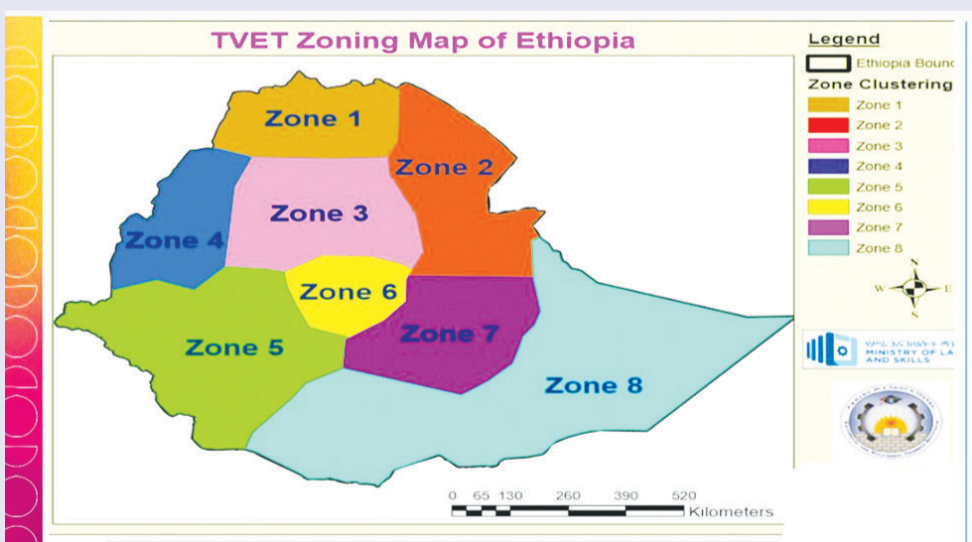 TVET Zoning Map of Ethiopia
Zone 1
Zone 2
Zone 3
Zone 4
Zone 5
Zone 6
Zone 7
Zone 8
0 65 130 260 390 520
Kilometers
Legend
Ethiopia Bounc
Zone Clustering
Zone 1
Zone 2
Zone 3
Zone 4
Zone 5
Zone 6
Zone 7
Zone 8
N
W E
S
MINISTRY OF LA
AND SKILLS